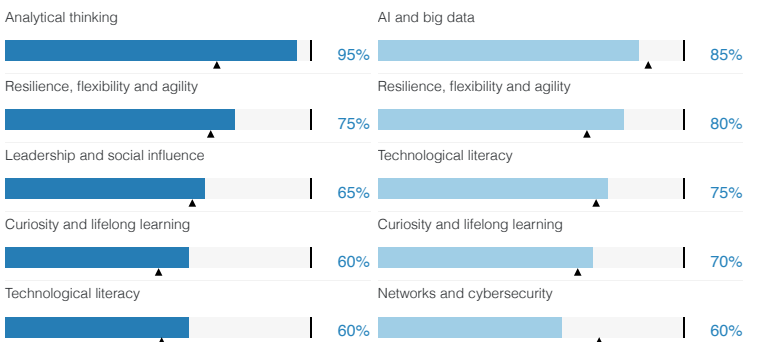 Analytical thinking
95%
Resilience, flexibility and agility
75%
Leadership and social influence
65%
Curiosity and lifelong learning
60%
Technological literacy
60%
AI and big data
85%
Resilience, flexibility and agility
80%
Technological literacy
75%
Curiosity and lifelong learning
70%
Networks and cybersecurity
60%